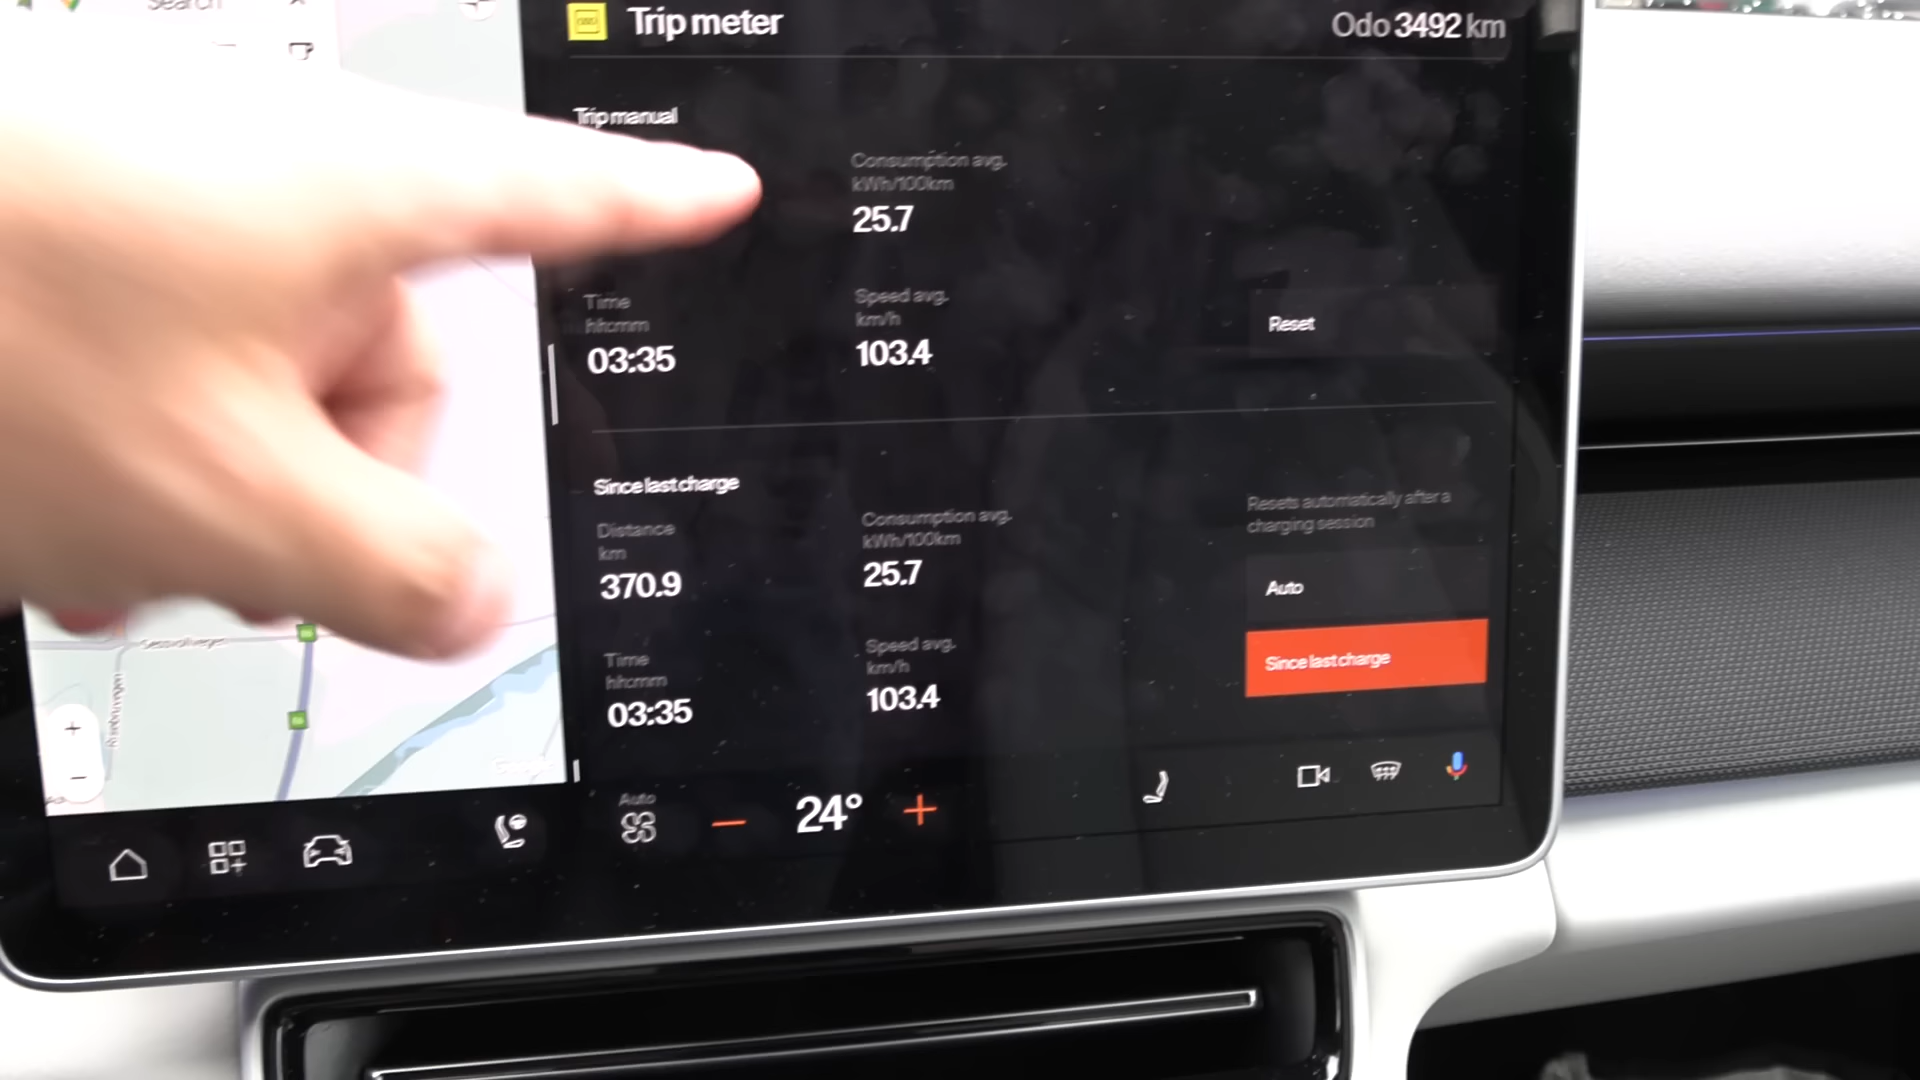 Search
Trip meter
Odo 3492 km
Trip manual
Consumption avg.
kWh/100km
25.7
Time
hh:mm
03:35
Speed avg.
km/h
103.4
Reset
Since last charge
Distance
km
370.9
Consumption avg.
kWh/100km
25.7
Resets automatically after a
charging session
Auto
Time
hh:mm
03:35
Speed avg.
km/h
103.4
Since last charge
+
−
Auto
24°